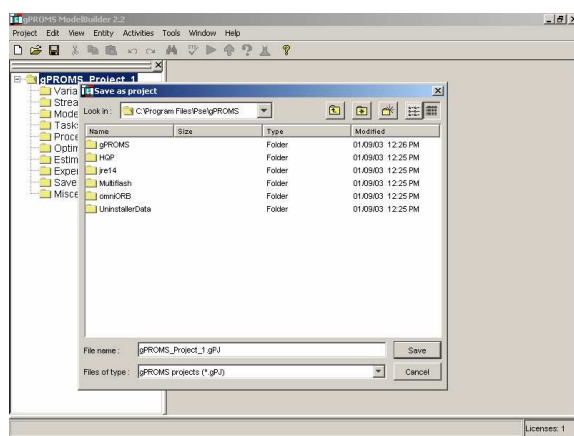 gPROMS ModelBuilder 2.2
Project Edit View Entity Activities Tools Window Help
gPROMS_Project_1
Varia
Strea
Mode
Task
Proce
Optim
Estim
Exper
Save
Misce
Save as project
Look in: C:\Program Files\Pse\gPROMS
Name Size Type Modified
gPROMS Folder 01/09/03 12:26 PM
HQP Folder 01/09/03 12:25 PM
jre14 Folder 01/09/03 12:25 PM
Multiflash Folder 01/09/03 12:25 PM
omniORB Folder 01/09/03 12:25 PM
UninstallerData Folder 01/09/03 12:25 PM
File name: gPROMS_Project_1.gPJ Save
Files of type: gPROMS projects (*.gPJ) Cancel
Licenses: 1